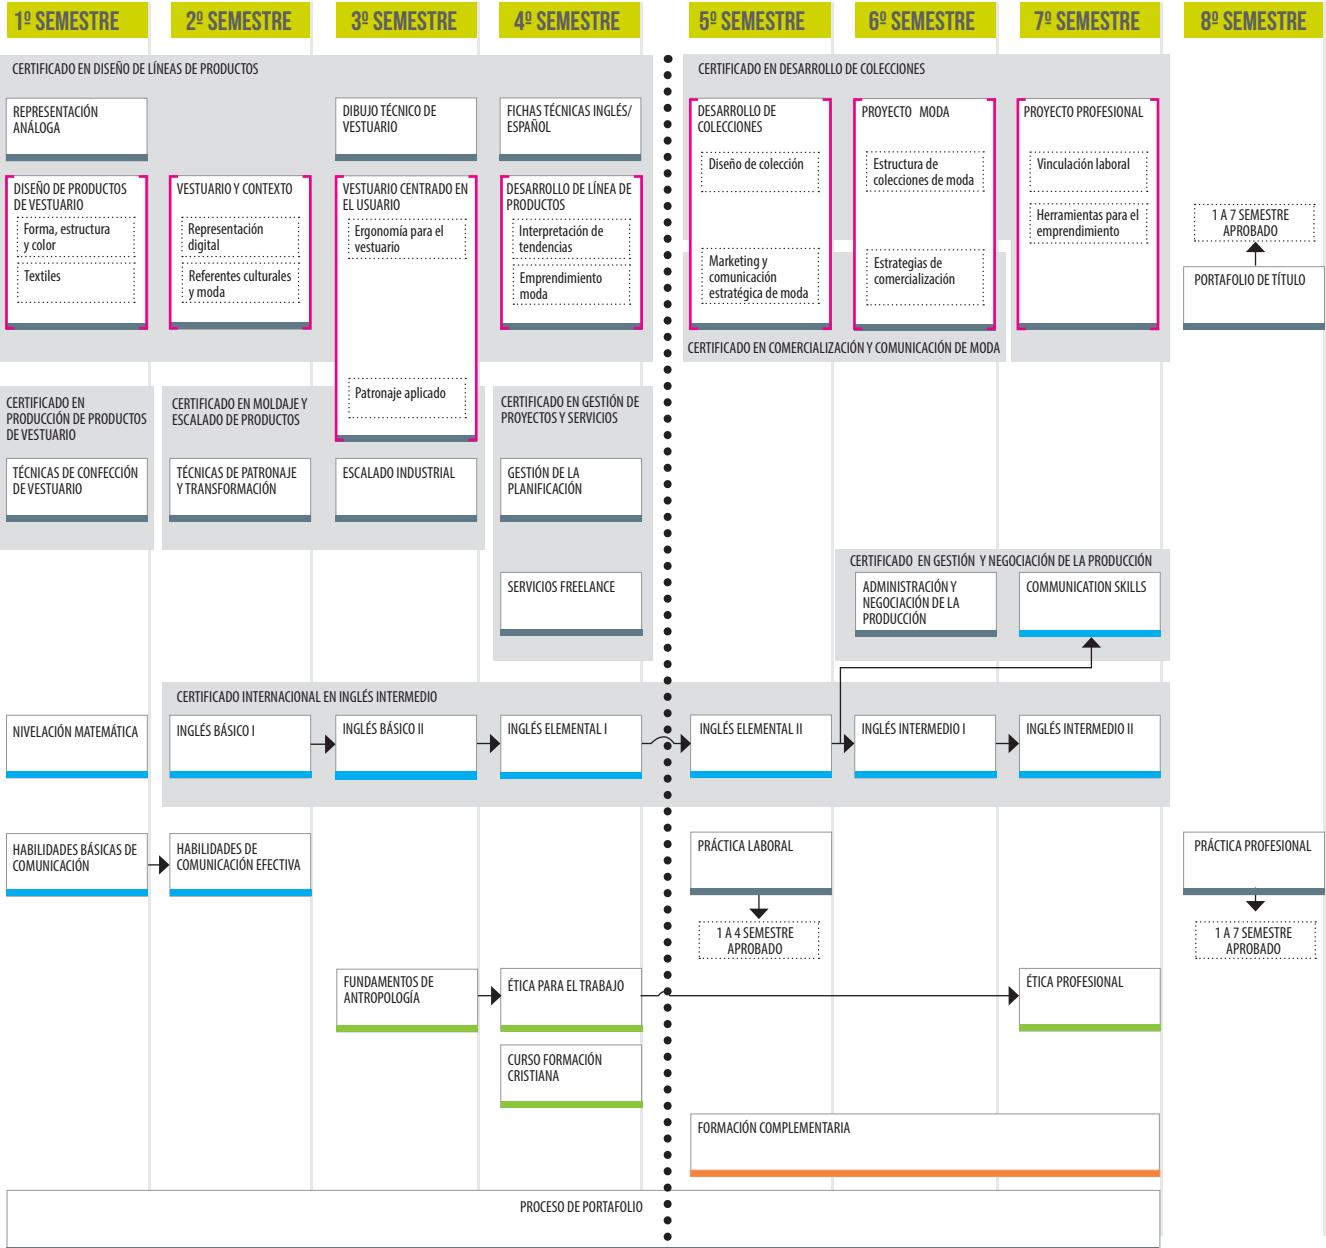 1º SEMESTRE
2º SEMESTRE
3º SEMESTRE
4º SEMESTRE
5º SEMESTRE
6º SEMESTRE
7º SEMESTRE
8º SEMESTRE
CERTIFICADO EN DISEÑO DE LÍNEAS DE PRODUCTOS
CERTIFICADO EN DESARROLLO DE COLECCIONES
REPRESENTACIÓN
ANÁLOGA
DIBUJO TÉCNICO DE
VESTUARIO
FICHAS TÉCNICAS INGLÉS/
ESPAÑOL
DESARROLLO DE
COLECCIONES
Diseño de colección
Marketing y
comunicación
estratégica de moda
PROYECTO MODA
Estructura de
colecciones de moda
Estrategias de
comercialización
PROYECTO PROFESIONAL
Vinculación laboral
Herramientas para el
emprendimiento
DISEÑO DE PRODUCTOS
DE VESTUARIO
Forma, estructura
y color
Textiles
VESTUARIO Y CONTEXTO
Representación
digital
Referentes culturales
y moda
VESTUARIO CENTRADO EN
EL USUARIO
Ergonomía para el
vestuario
Patronaje aplicado
DESARROLLO DE LÍNEA DE
PRODUCTOS
Interpretación de
tendencias
Emprendimiento
moda
1 A 7 SEMESTRE
APROBADO
PORTAFOLIO DE TÍTULO
CERTIFICADO EN COMERCIALIZACIÓN Y COMUNICACIÓN DE MODA
CERTIFICADO EN
PRODUCCIÓN DE PRODUCTOS
DE VESTUARIO
CERTIFICADO EN MOLDAJE Y
ESCALADO DE PRODUCTOS
CERTIFICADO EN GESTIÓN DE
PROYECTOS Y SERVICIOS
TÉCNICAS DE CONFECCIÓN
DE VESTUARIO
TÉCNICAS DE PATRONAJE
Y TRANSFORMACIÓN
ESCALADO INDUSTRIAL
GESTIÓN DE LA
PLANIFICACIÓN
SERVICIOS FREELANCE
CERTIFICADO EN GESTIÓN Y NEGOCIACIÓN DE LA PRODUCCIÓN
ADMINISTRACIÓN Y
NEGOCIACIÓN DE LA
PRODUCCIÓN
COMMUNICATION SKILLS
CERTIFICADO INTERNACIONAL EN INGLÉS INTERMEDIO
NIVELACIÓN MATEMÁTICA
INGLÉS BÁSICO I
INGLÉS BÁSICO II
INGLÉS ELEMENTAL I
INGLÉS ELEMENTAL II
INGLÉS INTERMEDIO I
INGLÉS INTERMEDIO II
HABILIDADES BÁSICAS DE
COMUNICACIÓN
HABILIDADES DE
COMUNICACIÓN EFECTIVA
PRÁCTICA LABORAL
1 A 4 SEMESTRE
APROBADO
PRÁCTICA PROFESIONAL
1 A 7 SEMESTRE
APROBADO
FUNDAMENTOS DE
ANTROPOLOGÍA
ÉTICA PARA EL TRABAJO
ÉTICA PROFESIONAL
CURSO FORMACIÓN
CRISTIANA
FORMACIÓN COMPLEMENTARIA
PROCESO DE PORTAFOLIO